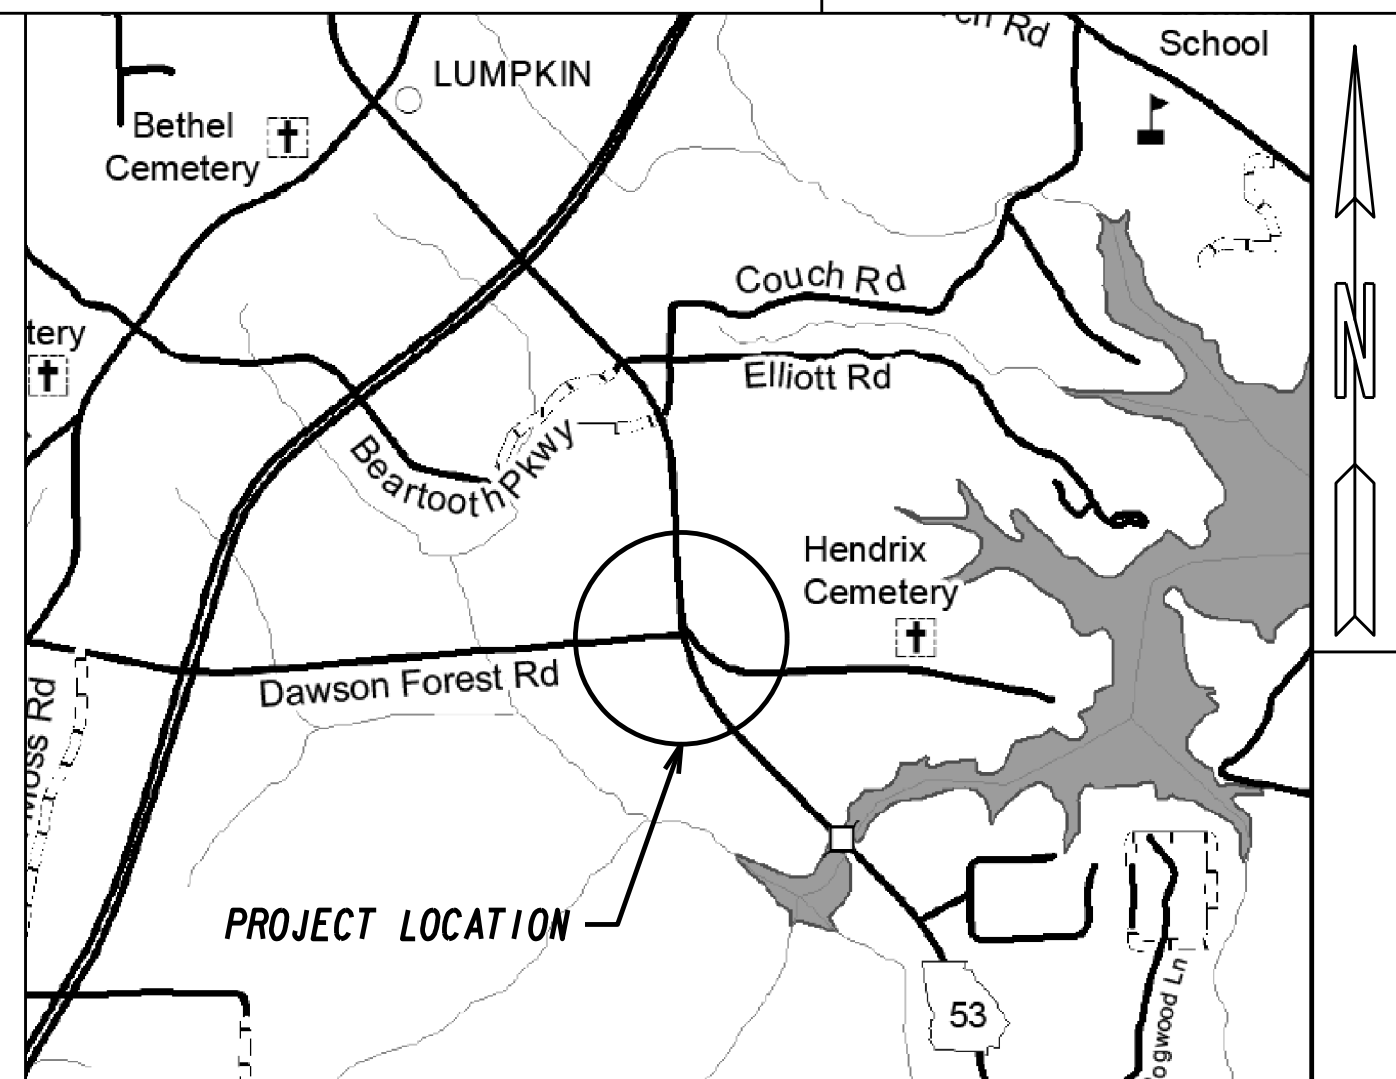 Rd
School
LUMPKIN
Bethel
Cemetery
Couch Rd
tery
Elliott Rd
N
Beartooth Pkwy
Hendrix
Cemetery
Dawson Forest Rd
Moss Rd
PROJECT LOCATION
53
ogwood Ln